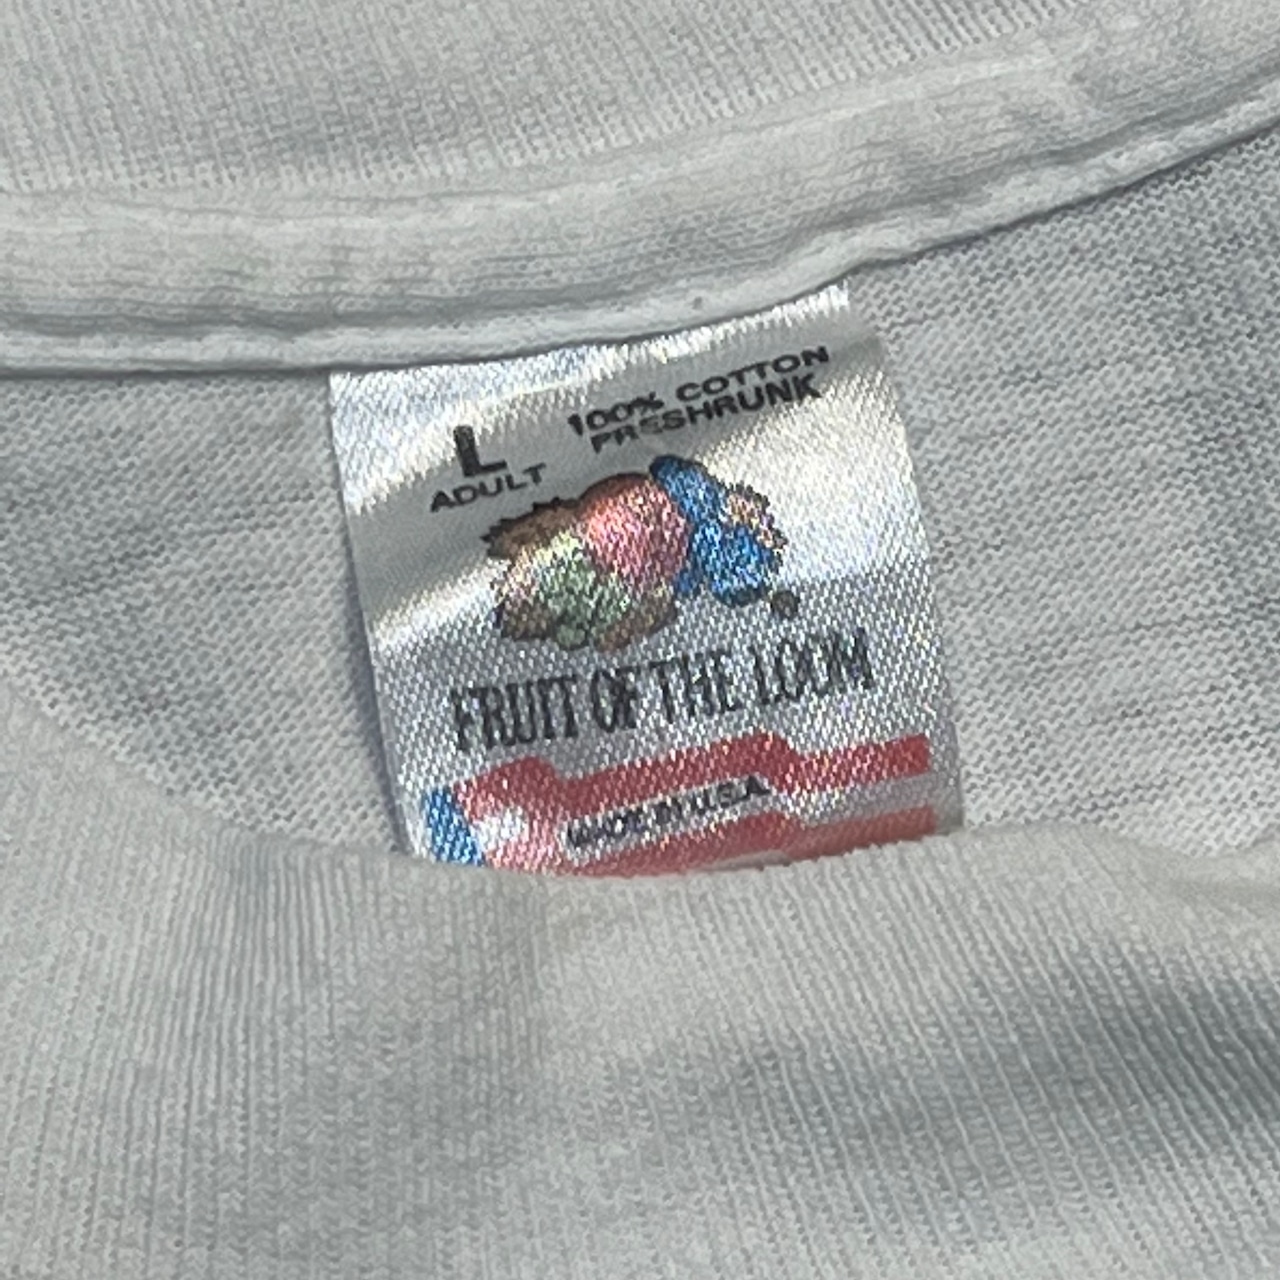 L
ADULT
100% COTTON
PRESHRUNK
FRUIT OF THE LOOM
MADE IN U.S.A.